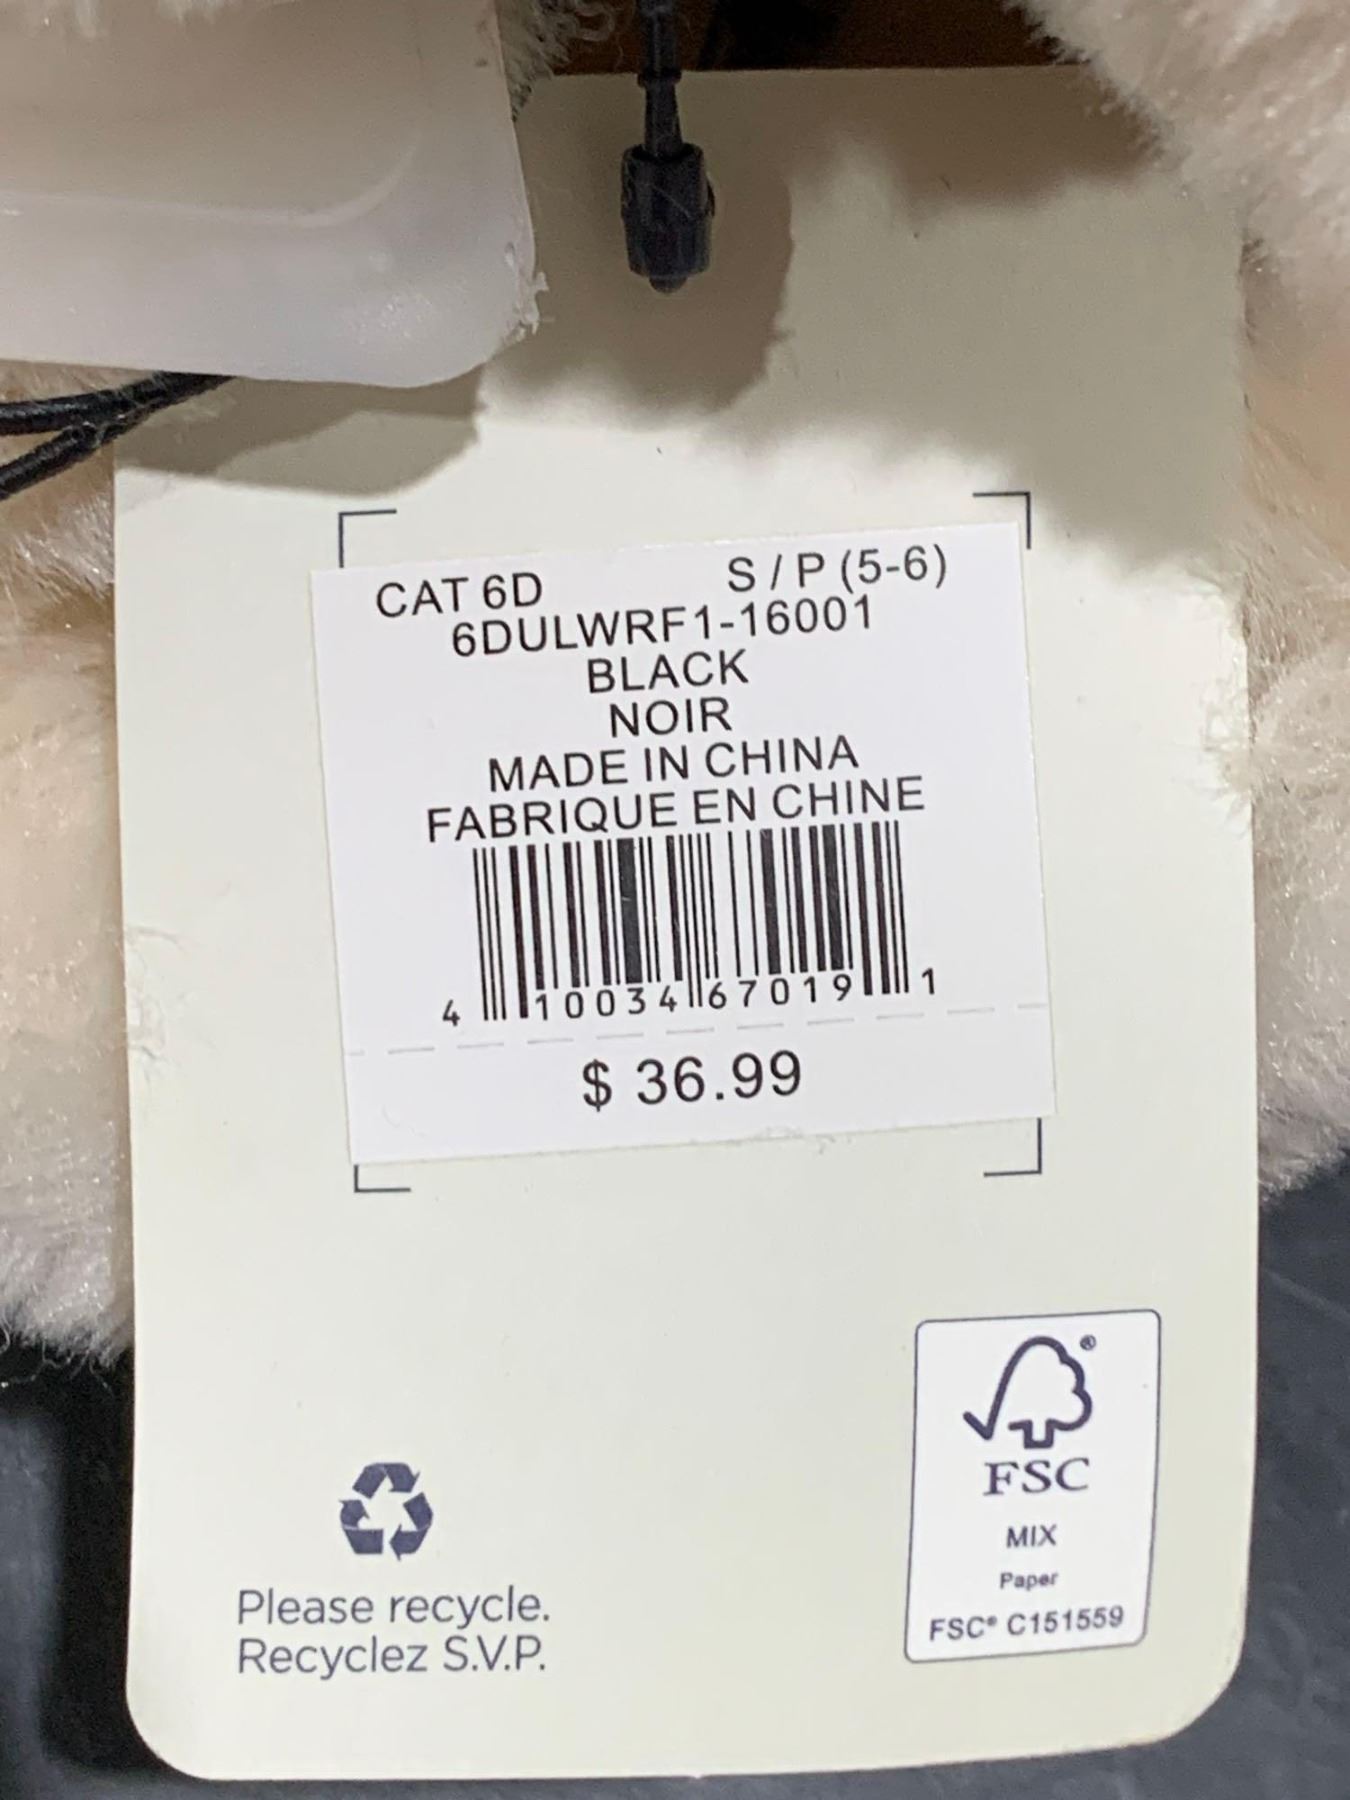 CAT 6D S / P (5-6)
6DULWRF1-16001
BLACK
NOIR
MADE IN CHINA
FABRIQUE EN CHINE
4 10034 67019 1
$ 36.99
FSC
MIX
Paper
FSC® C151559
Please recycle.
Recyclez S.V.P.